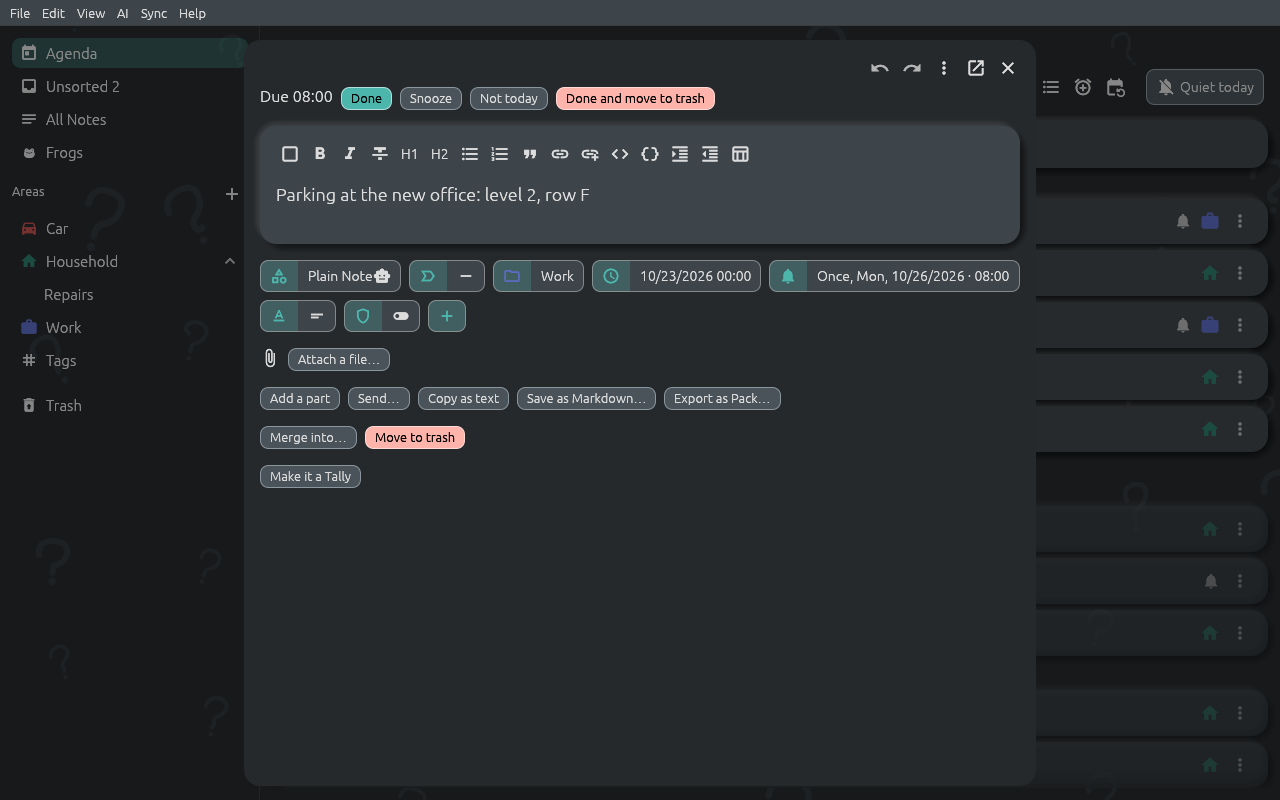 File Edit View AI Sync Help
Agenda
Unsorted 2
All Notes
Frogs
Areas
Car
Household
Repairs
Work
Tags
Trash
Quiet today
Due 08:00 Done Snooze Not today Done and move to trash
B I H1 H2
Parking at the new office: level 2, row F
Plain Note Work 10/23/2026 00:00 Once, Mon, 10/26/2026 · 08:00
Attach a file…
Add a part Send… Copy as text Save as Markdown… Export as Pack…
Merge into… Move to trash
Make it a Tally